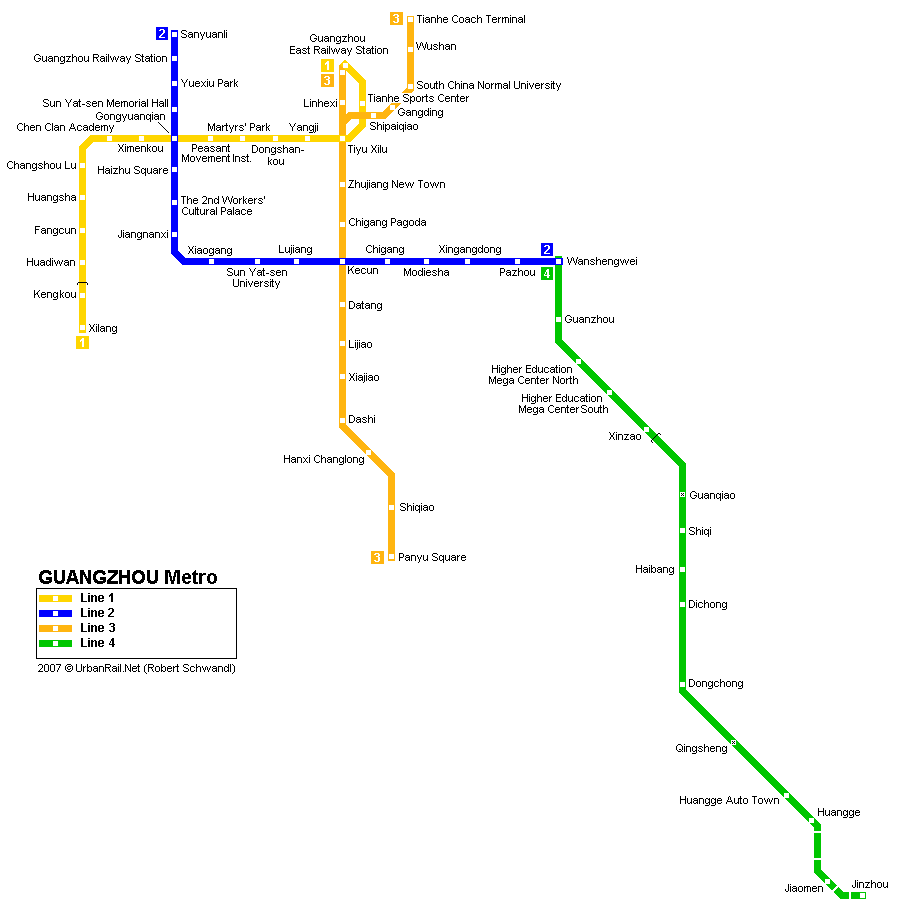 3
Tianhe Coach Terminal
2
Sanyuanli
Guangzhou
East Railway Station
Wushan
Guangzhou Railway Station
1
3
Yuexiu Park
South China Normal University
Sun Yat-sen Memorial Hall
Linhexi
Tianhe Sports Center
Gongyuanqian
Gangding
Chen Clan Academy
Martyrs' Park
Yangji
Shipaiqiao
Ximenkou
Peasant
Movement Inst.
Dongshan-
kou
Tiyu Xilu
Changshou Lu
Haizhu Square
Zhujiang New Town
Huangsha
The 2nd Workers'
Cultural Palace
Chigang Pagoda
Fangcun
Jiangnanxi
Xiaogang
Lujiang
Chigang
Xingangdong
2
Huadiwan
Sun Yat-sen
University
Kecun
Modiesha
Pazhou
4
Wanshengwei
Kengkou
Datang
Xilang
1
Guanzhou
Lijiao
Higher Education
Mega Center North
Xiajiao
Higher Education
Mega Center South
Dashi
Xinzao
Hanxi Changlong
Guanqiao
Shiqiao
Shiqi
3
Panyu Square
Haibang
GUANGZHOU Metro
Line 1
Line 2
Line 3
Line 4
2007 © UrbanRail.Net (Robert Schwandl)
Dichong
Dongchong
Qingsheng
Huangge Auto Town
Huangge
Jiaomen
Jinzhou